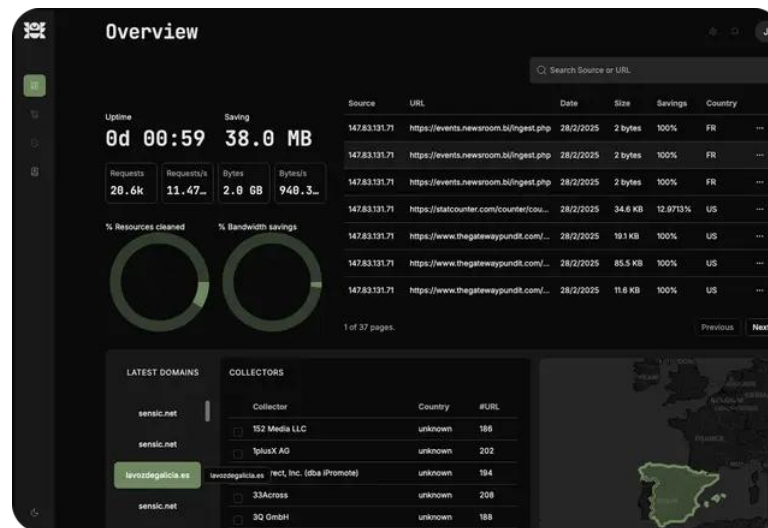 Overview
J
Search Source or URL
Uptime
Saving
0d 00:59
38.0 MB
Requests
Requests/s
Bytes
Bytes/s
20.6k
11.47…
2.0 GB
940.3…
% Resources cleaned
% Bandwidth savings
Source URL Date Size Savings Country
147.83.131.71 https://events.newsroom.bi/ingest.php 28/2/2025 2 bytes 100% FR ...
147.83.131.71 https://events.newsroom.bi/ingest.php 28/2/2025 2 bytes 100% FR ...
147.83.131.71 https://events.newsroom.bi/ingest.php 28/2/2025 2 bytes 100% FR ...
147.83.131.71 https://statcounter.com/counter/cou... 28/2/2025 34.6 KB 12.9713% US ...
147.83.131.71 https://www.thegatewaypundit.com/... 28/2/2025 19.1 KB 100% US ...
147.83.131.71 https://www.thegatewaypundit.com/... 28/2/2025 85.5 KB 100% US ...
147.83.131.71 https://www.thegatewaypundit.com/... 28/2/2025 11.6 KB 100% US ...
1 of 37 pages.
Previous
Next
LATEST DOMAINS
sensic.net
sensic.net
lavozdegalicia.es
lavozdegalicia.es
sensic.net
COLLECTORS
Collector Country #URL
152 Media LLC unknown 186
1plusX AG unknown 202
rect, Inc. (dba iPromote) unknown 194
33Across unknown 208
3Q GmbH unknown 188
FRANCE